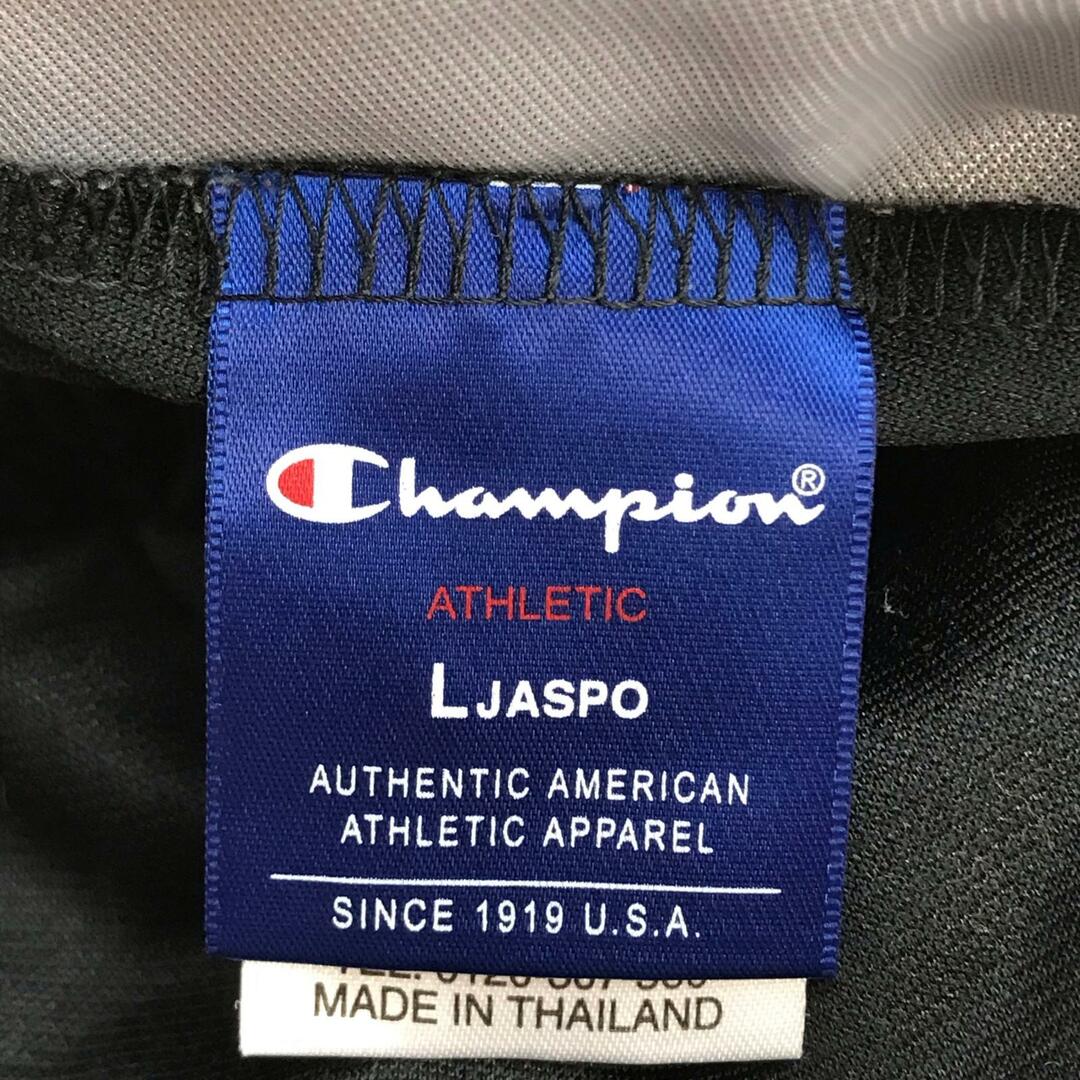 Champion®
ATHLETIC
L JASPO
AUTHENTIC AMERICAN
ATHLETIC APPAREL
SINCE 1919 U.S.A.
MADE IN THAILAND